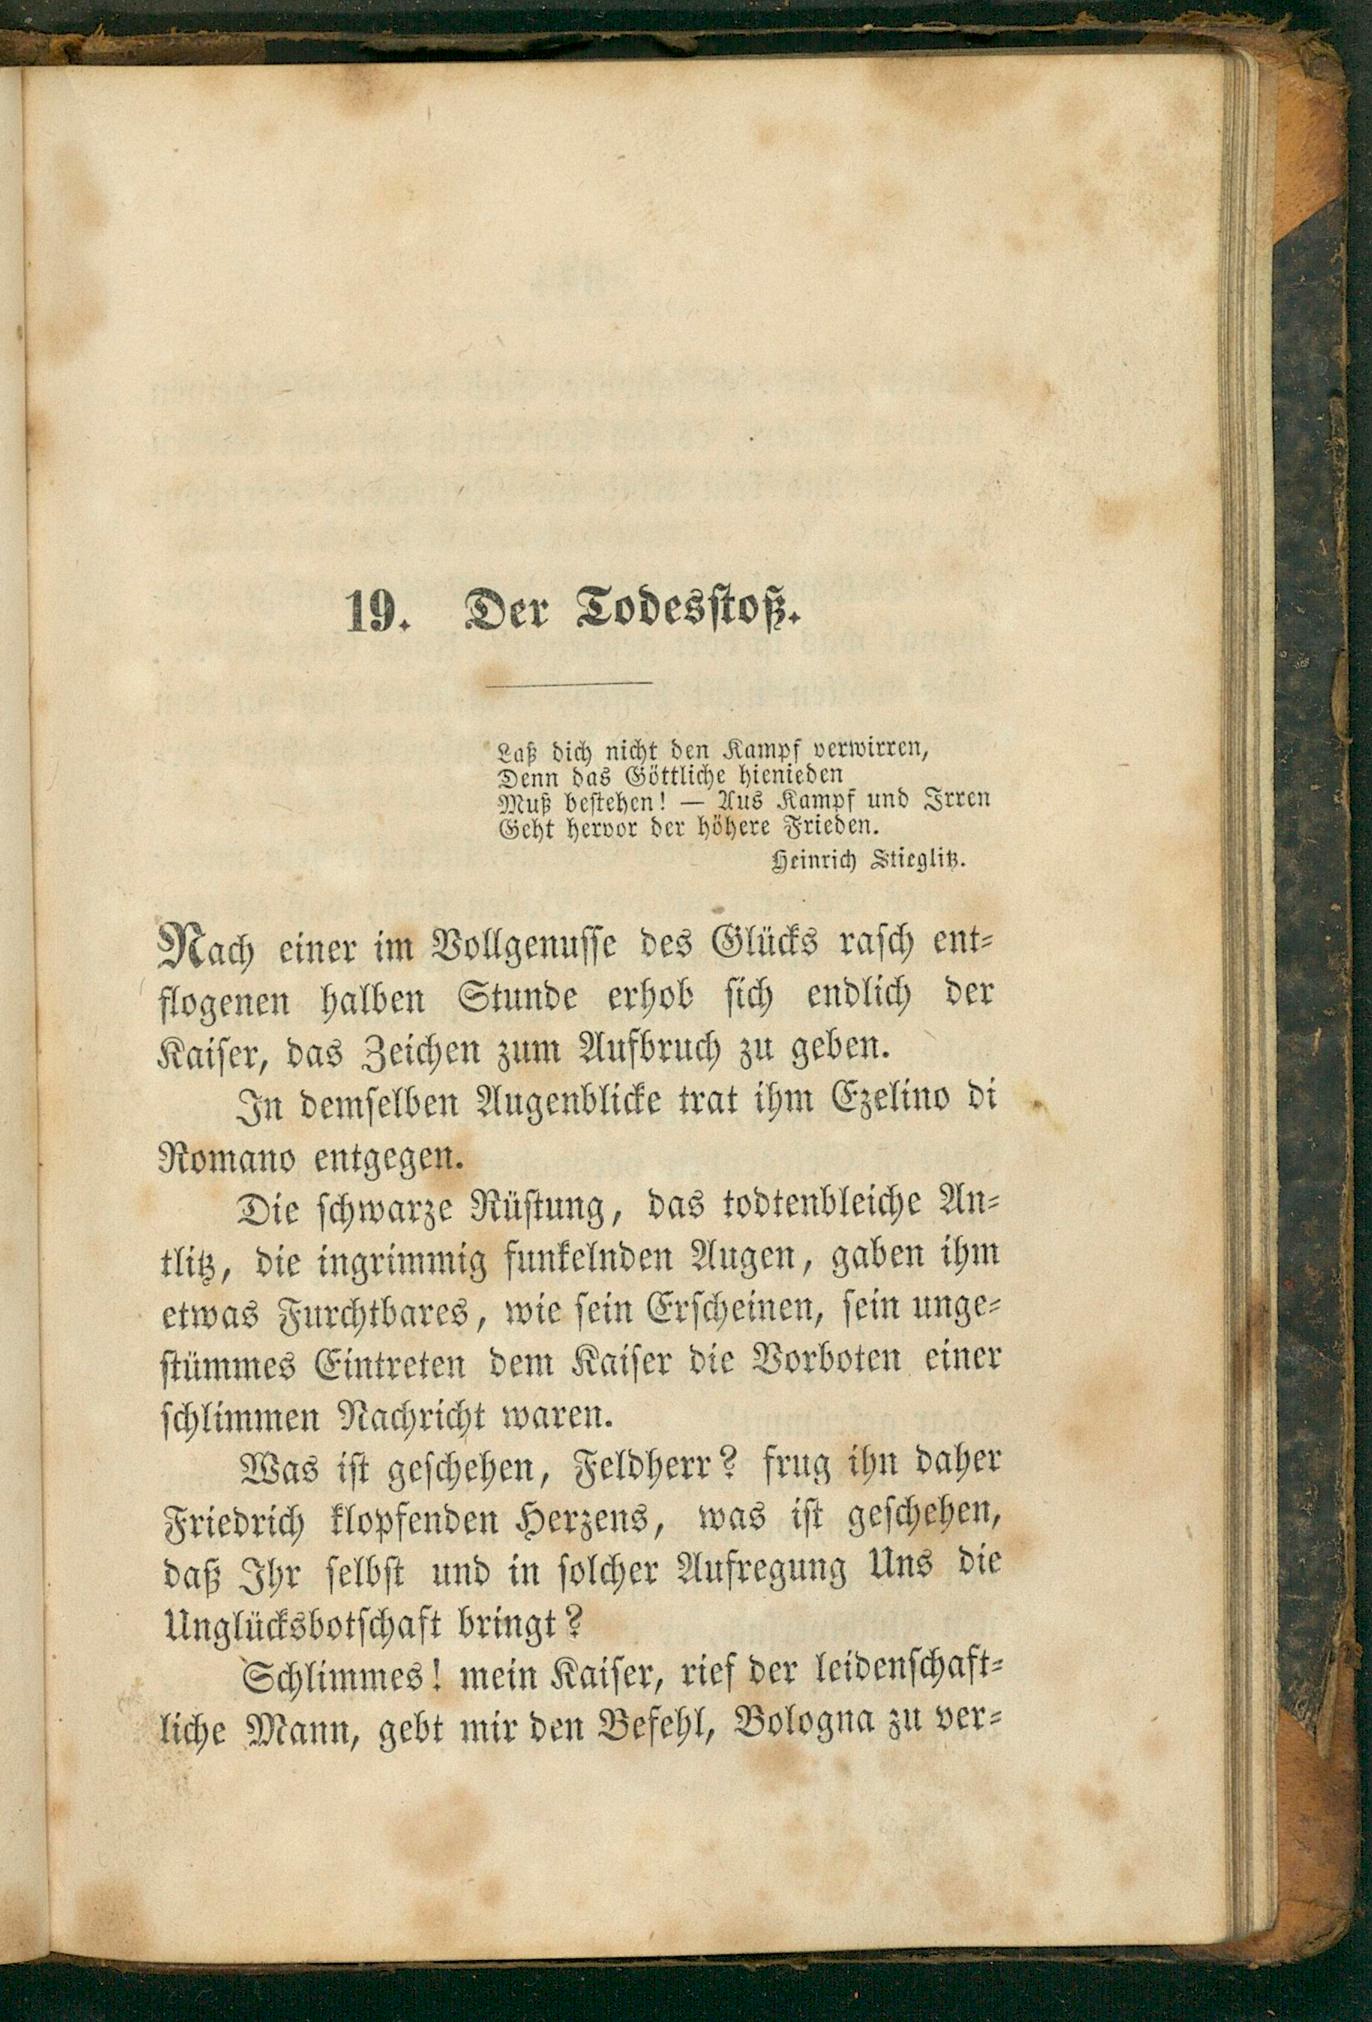 19. Der Todesstoß.
Laß dich nicht den Kampf verwirren,
Denn das Göttliche hienieden
Muß bestehen! — Aus Kampf und Irren
Geht hervor der höhere Frieden.
Heinrich Stieglitz.
Nach einer im Vollgenusse des Glücks rasch ent-
flogenen halben Stunde erhob sich endlich der
Kaiser, das Zeichen zum Aufbruch zu geben.
In demselben Augenblicke trat ihm Ezelino di
Romano entgegen.
Die schwarze Rüstung, das todtenbleiche An-
tlitz, die ingrimmig funkelnden Augen, gaben ihm
etwas Furchtbares, wie sein Erscheinen, sein unge-
stümmes Eintreten dem Kaiser die Vorboten einer
schlimmen Nachricht waren.
Was ist geschehen, Feldherr? frug ihn daher
Friedrich klopfenden Herzens, was ist geschehen,
daß Ihr selbst und in solcher Aufregung Uns die
Unglücksbotschaft bringt?
Schlimmes! mein Kaiser, rief der leidenschaft-
liche Mann, gebt mir den Befehl, Bologna zu ver-